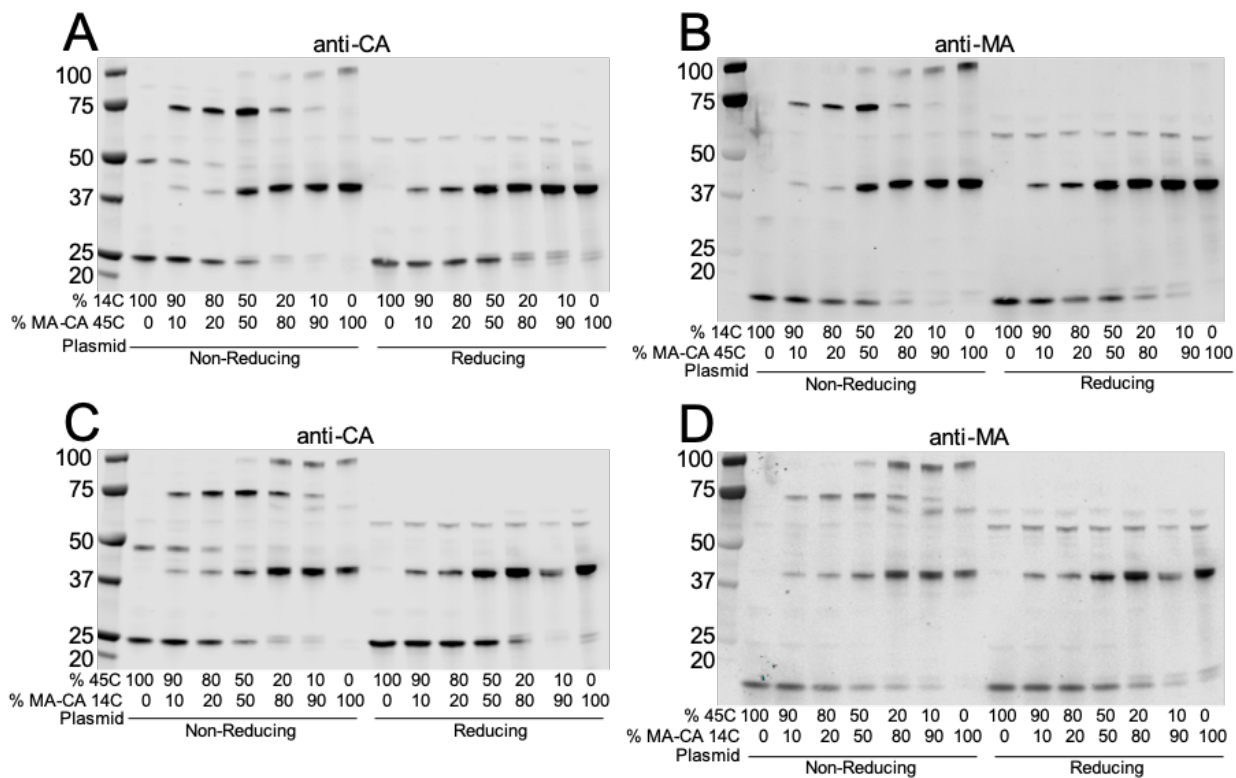 A
anti-CA
100
75
50
37
25
20
% 14C 100 90 80 50 20 10 0 100 90 80 50 20 10 0
% MA-CA 45C 0 10 20 50 80 90 100 0 10 20 50 80 90 100
Plasmid
Non-Reducing Reducing
B
anti-MA
100
75
50
37
25
20
% 14C 100 90 80 50 20 10 0 100 90 80 50 20 10 0
% MA-CA 45C 0 10 20 50 80 90 100 0 10 20 50 80 90 100
Plasmid
Non-Reducing Reducing
C
anti-CA
100
75
50
37
25
20
% 45C 100 90 80 50 20 10 0 100 90 80 50 20 10 0
% MA-CA 14C 0 10 20 50 80 90 100 0 10 20 50 80 90 100
Plasmid
Non-Reducing Reducing
D
anti-MA
100
75
50
37
25
20
% 45C 100 90 80 50 20 10 0 100 90 80 50 20 10 0
% MA-CA 14C 0 10 20 50 80 90 100 0 10 20 50 80 90 100
Plasmid
Non-Reducing Reducing